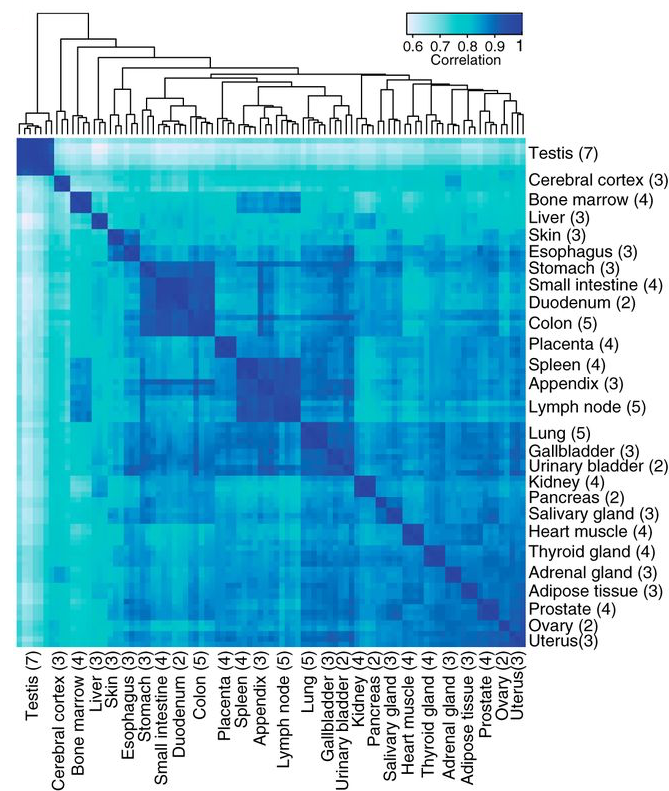 0.6 0.7 0.8 0.9 1
Correlation
Testis (7)
Cerebral cortex (3)
Bone marrow (4)
Liver (3)
Skin (3)
Esophagus (3)
Stomach (3)
Small intestine (4)
Duodenum (2)
Colon (5)
Placenta (4)
Spleen (4)
Appendix (3)
Lymph node (5)
Lung (5)
Gallbladder (3)
Urinary bladder (2)
Kidney (4)
Pancreas (2)
Salivary gland (3)
Heart muscle (4)
Thyroid gland (4)
Adrenal gland (3)
Adipose tissue (3)
Prostate (4)
Ovary (2)
Uterus(3)
Testis (7)
Cerebral cortex (3)
Bone marrow (4)
Liver (3)
Skin (3)
Esophagus (3)
Stomach (3)
Small intestine (4)
Duodenum (2)
Colon (5)
Placenta (4)
Spleen (4)
Appendix (3)
Lymph node (5)
Lung (5)
Gallbladder (3)
Urinary bladder (2)
Kidney (4)
Pancreas (2)
Salivary gland (3)
Heart muscle (4)
Thyroid gland (4)
Adrenal gland (3)
Adipose tissue (3)
Prostate (4)
Ovary (2)
Uterus(3)